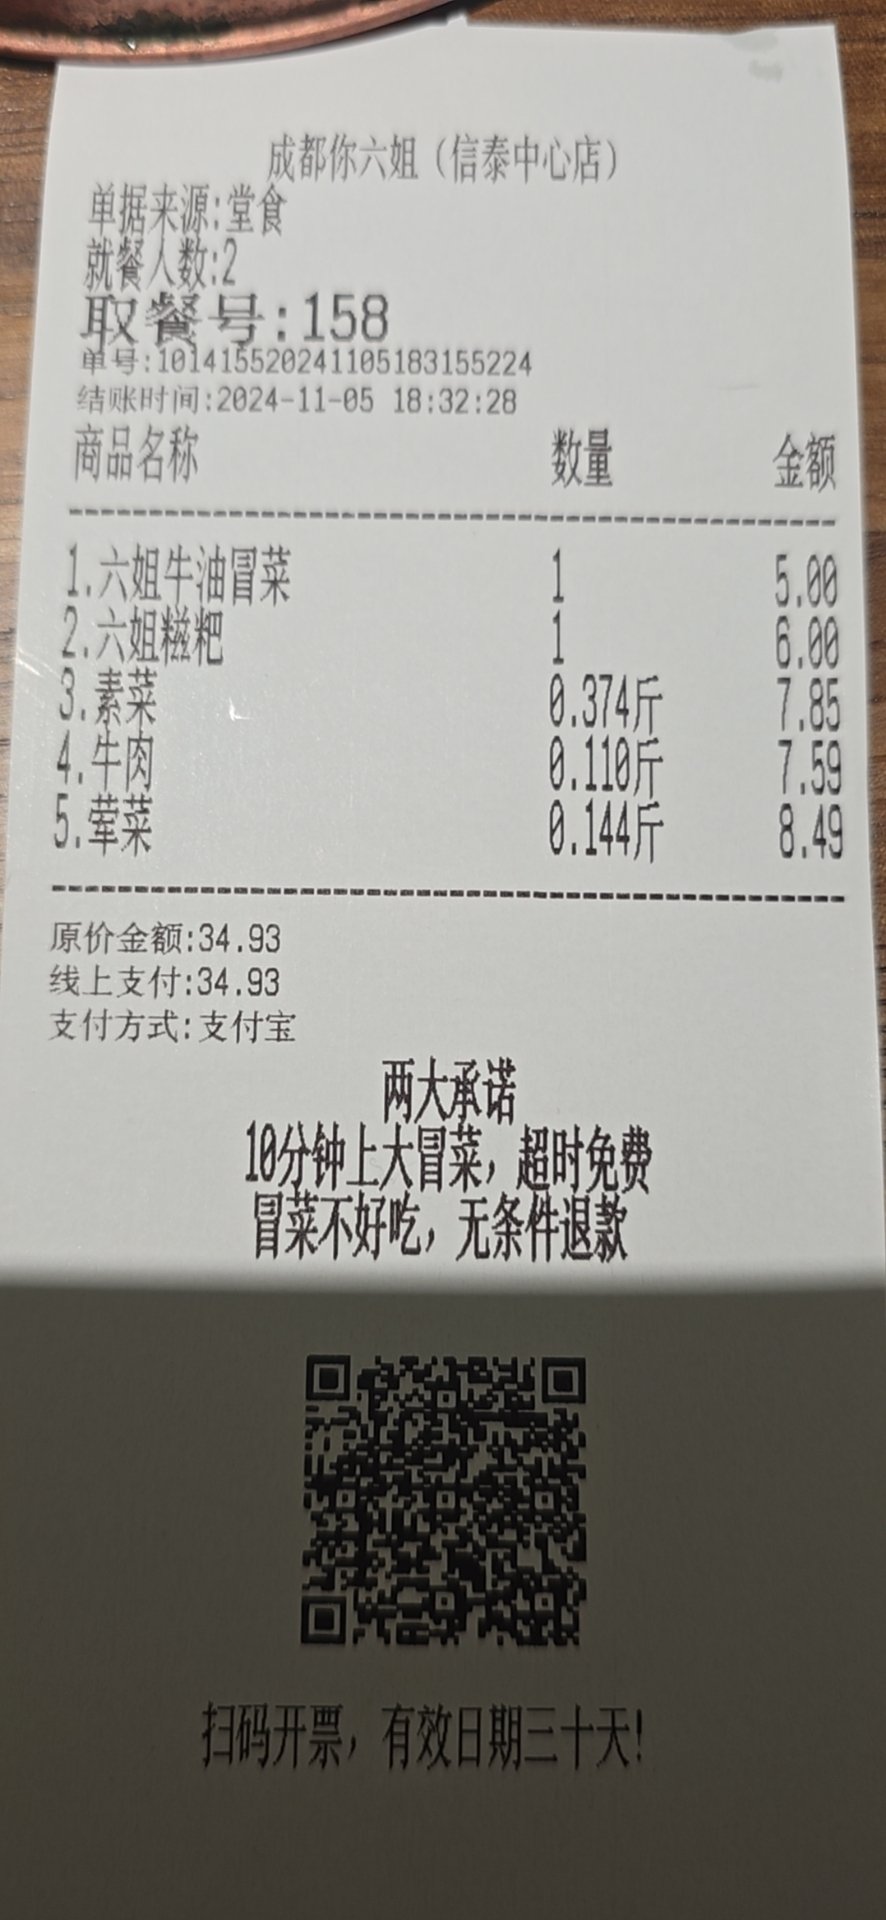 成都你六姐（信泰中心店）
单据来源:堂食
就餐人数:2
取餐号:158
单号:101415520241105183155224
结账时间:2024-11-05 18:32:28
商品名称 数量 金额
1.六姐牛油冒菜 1 5.00
2.六姐糍粑 1 6.00
3.素菜 0.374斤 7.85
4.牛肉 0.110斤 7.59
5.荤菜 0.144斤 8.49
原价金额:34.93
线上支付:34.93
支付方式:支付宝
两大承诺
10分钟上大冒菜，超时免费
冒菜不好吃，无条件退款
扫码开票，有效日期三十天!